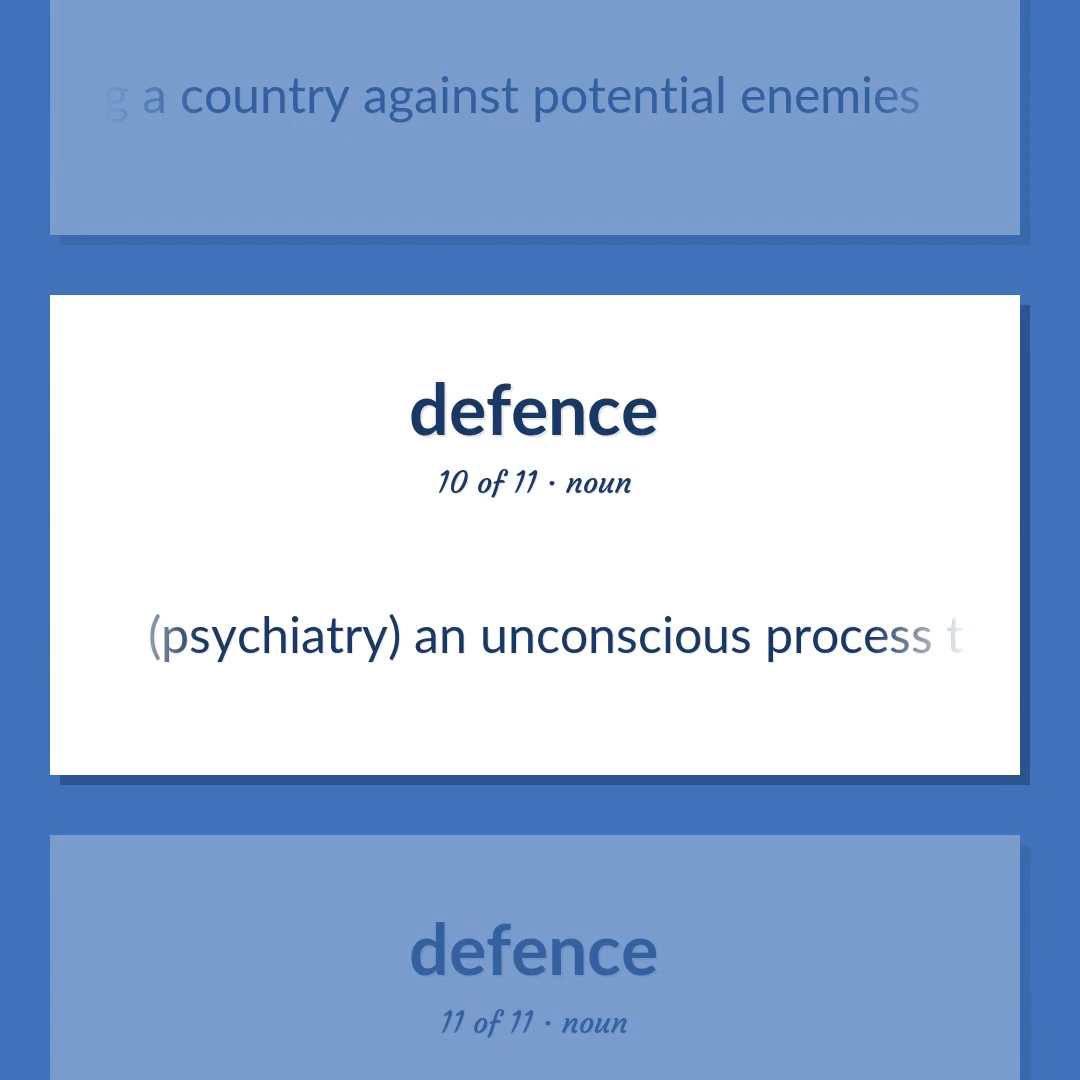 g a country against potential enemies
defence
10 of 11 · noun
(psychiatry) an unconscious process t
defence
11 of 11 · noun